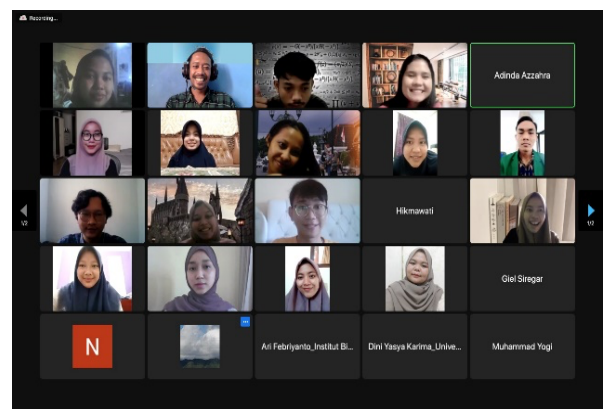 Recording...
Adinda Azzahra
Hikmawati
Giel Siregar
N
Ari Febriyanto_Institut Bi...
Dini Yasya Karima_Unive...
Muhammad Yogi